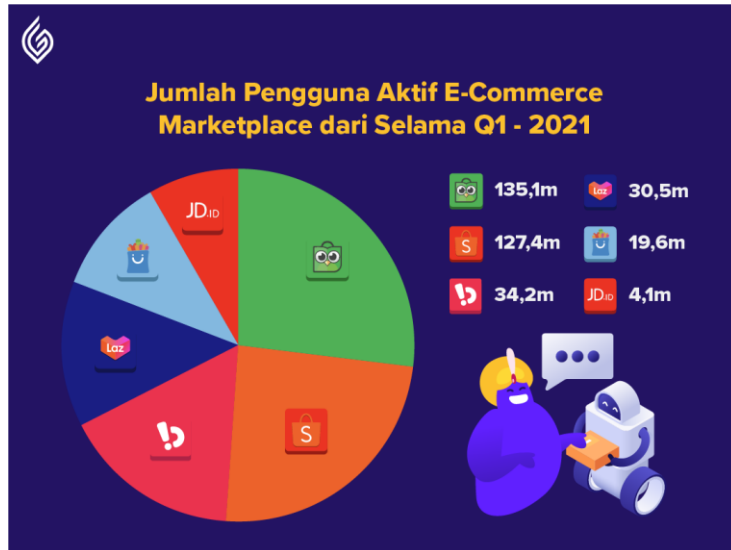 Jumlah Pengguna Aktif E-Commerce
Marketplace dari Selama Q1 - 2021
JD.ID
Laz
S
135,1m
Laz 30,5m
S 127,4m
19,6m
34,2m
JD.ID 4,1m